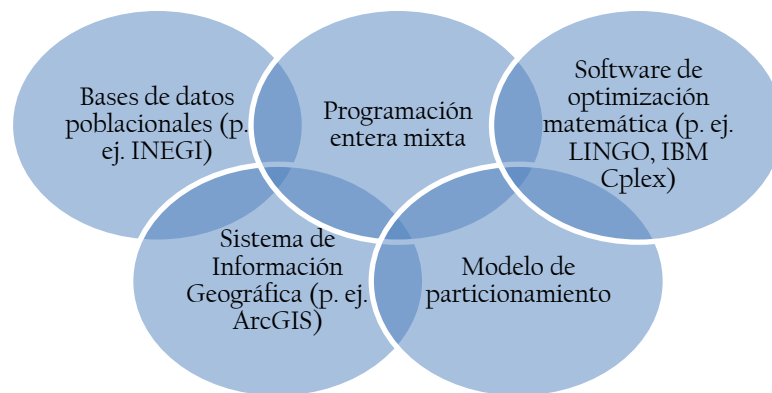 Bases de datos
poblacionales (p.
ej. INEGI)
Programación
entera mixta
Software de
optimización
matemática (p. ej.
LINGO, IBM
Cplex)
Sistema de
Información
Geográfica (p. ej.
ArcGIS)
Modelo de
particionamiento